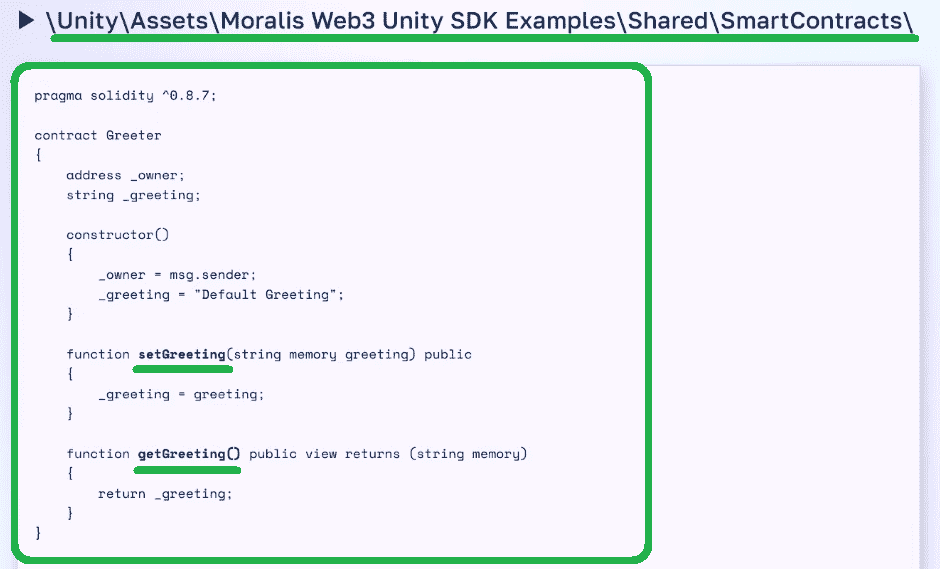 \Unity\Assets\Moralis Web3 Unity SDK Examples\Shared\SmartContracts\
pragma solidity ^0.8.7;
contract Greeter
{
address _owner;
string _greeting;
constructor()
{
_owner = msg.sender;
_greeting = "Default Greeting";
}
function setGreeting(string memory greeting) public
{
_greeting = greeting;
}
function getGreeting() public view returns (string memory)
{
return _greeting;
}
}